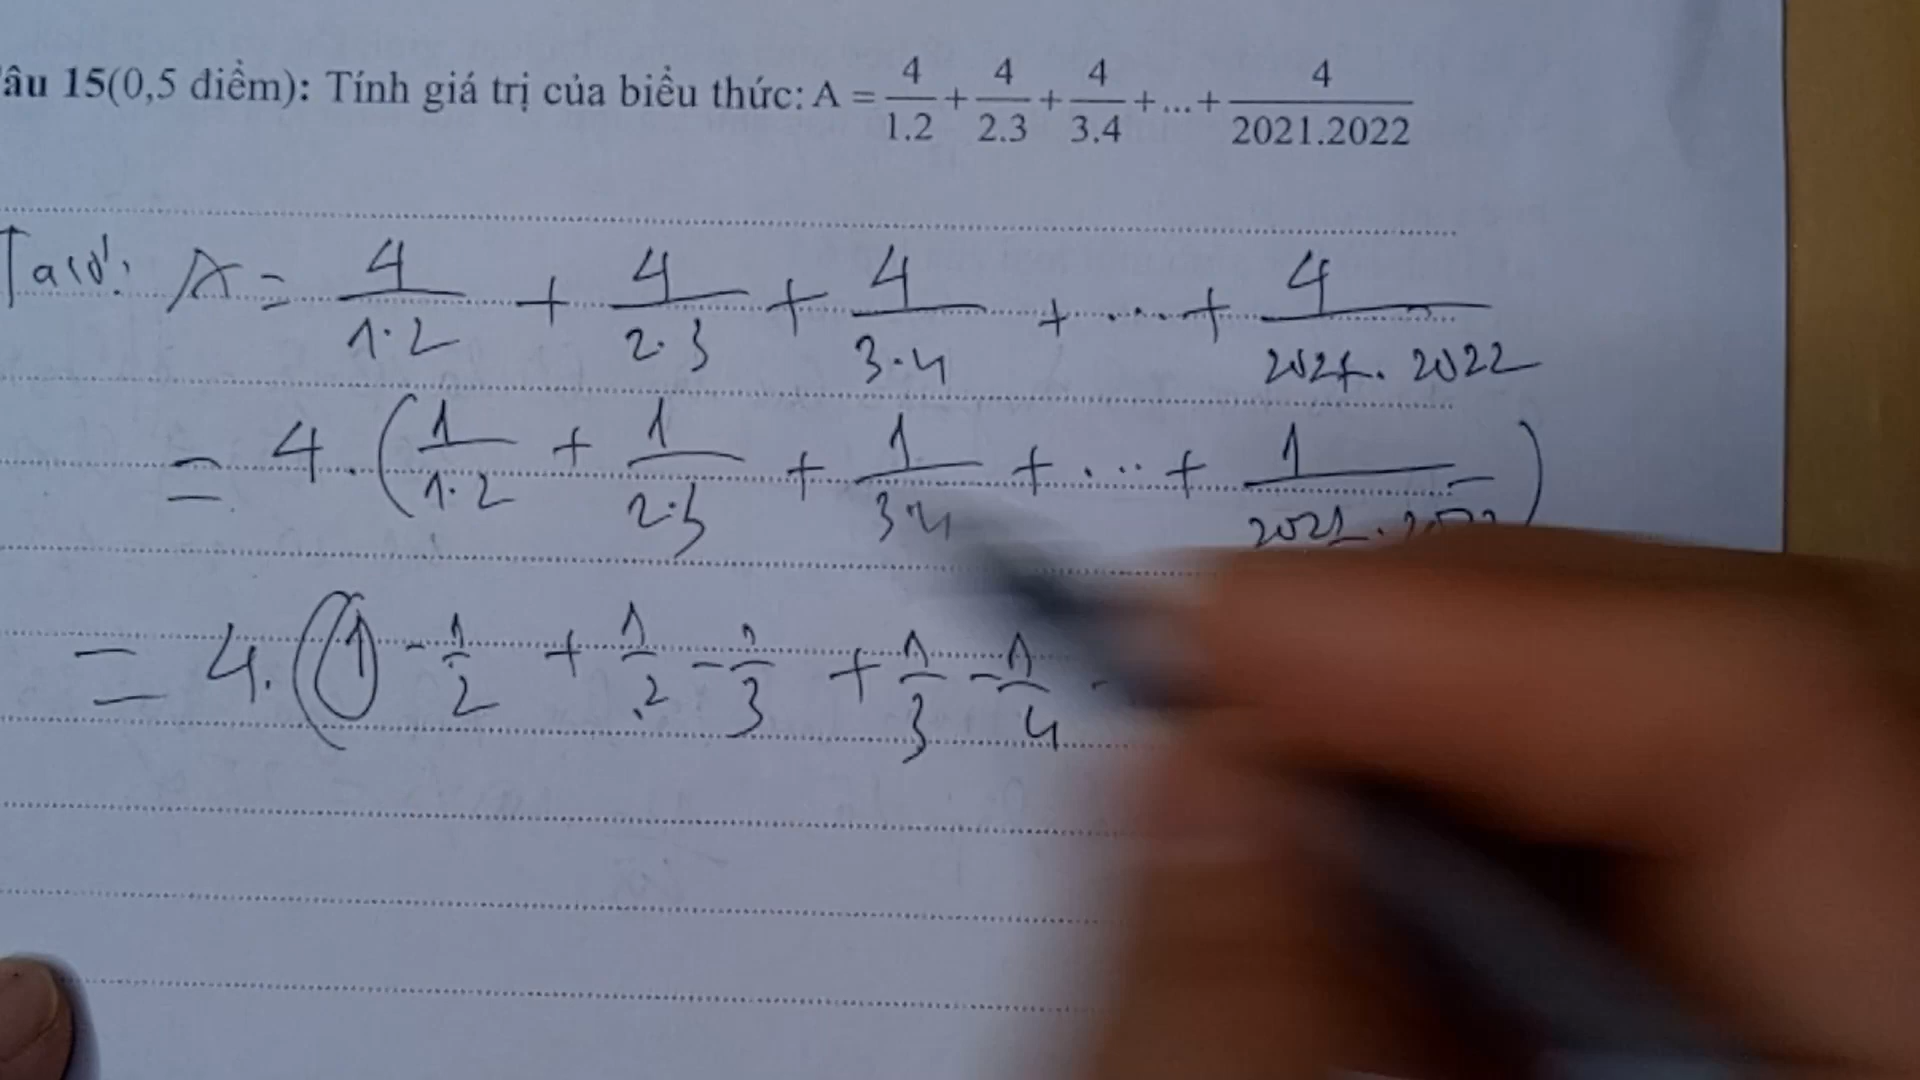 âu 15(0,5 điểm): Tính giá trị của biểu thức: A = 4/1.2 + 4/2.3 + 4/3.4 + ... + 4/2021.2022
Ta có: A = 4/1.2 + 4/2.3 + 4/3.4 + ... + 4/2021.2022
= 4.(1/1.2 + 1/2.3 + 1/3.4 + ... + 1/2021.2022)
= 4.(1 - 1/2 + 1/2 - 1/3 + 1/3 - 1/4